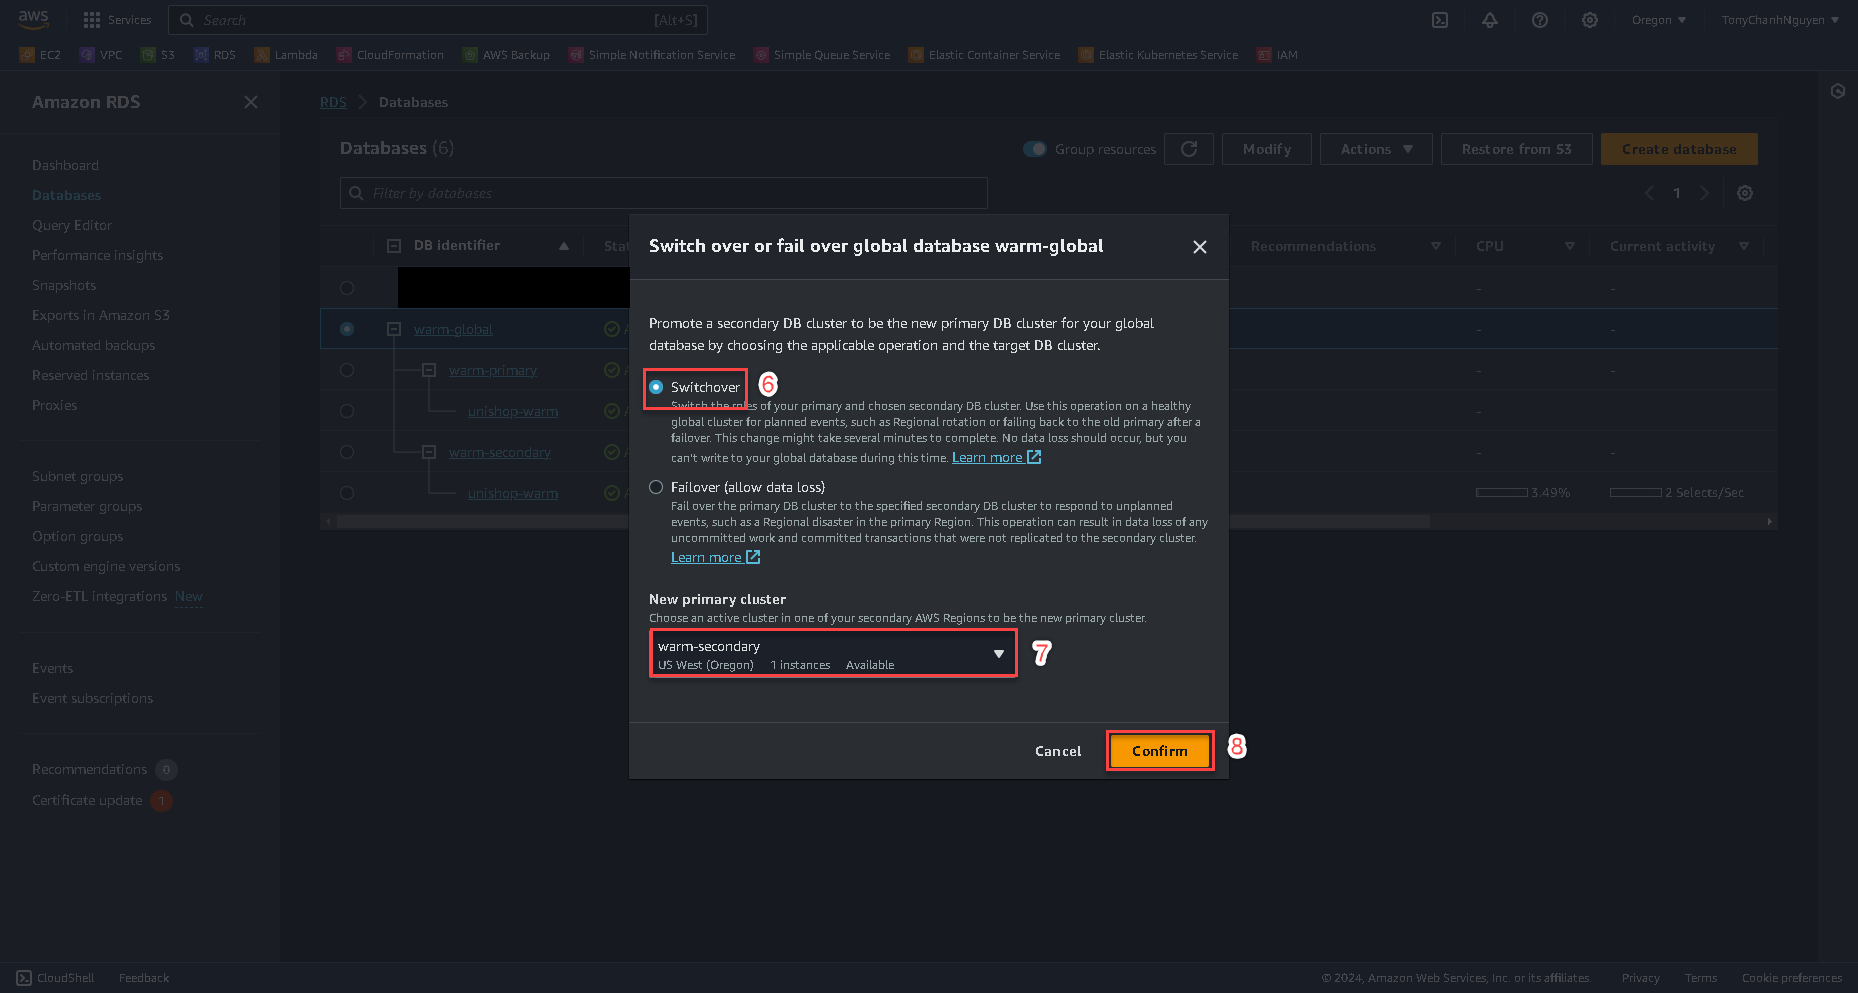 aws
Services
Search
[Alt+S]
Oregon
TonyChanhNguyen
EC2
VPC
S3
RDS
Lambda
CloudFormation
AWS Backup
Simple Notification Service
Simple Queue Service
Elastic Container Service
Elastic Kubernetes Service
IAM
Amazon RDS
Dashboard
Databases
Query Editor
Performance insights
Snapshots
Exports in Amazon S3
Automated backups
Reserved instances
Proxies
Subnet groups
Parameter groups
Option groups
Custom engine versions
Zero-ETL integrations New
Events
Event subscriptions
Recommendations 0
Certificate update 1
RDS
Databases
Databases (6)
Group resources
Modify
Actions
Restore from S3
Create database
Filter by databases
1
DB identifier
Recommendations
CPU
Current activity
-
-
warm-global
-
-
warm-primary
-
-
unishop-warm
-
-
warm-secondary
-
-
unishop-warm
3.49%
2 Selects/Sec
Switch over or fail over global database warm-global
Promote a secondary DB cluster to be the new primary DB cluster for your global
database by choosing the applicable operation and the target DB cluster.
Switchover
6
Switch the roles of your primary and chosen secondary DB cluster. Use this operation on a healthy
global cluster for planned events, such as Regional rotation or failing back to the old primary after a
failover. This change might take several minutes to complete. No data loss should occur, but you
can't write to your global database during this time. Learn more
Failover (allow data loss)
Fail over the primary DB cluster to the specified secondary DB cluster to respond to unplanned
events, such as a Regional disaster in the primary Region. This operation can result in data loss of any
uncommitted work and committed transactions that were not replicated to the secondary cluster.
Learn more
New primary cluster
Choose an active cluster in one of your secondary AWS Regions to be the new primary cluster.
warm-secondary
US West (Oregon) 1 instances Available
7
Cancel
Confirm
8
CloudShell
Feedback
© 2024, Amazon Web Services, Inc. or its affiliates.
Privacy
Terms
Cookie preferences